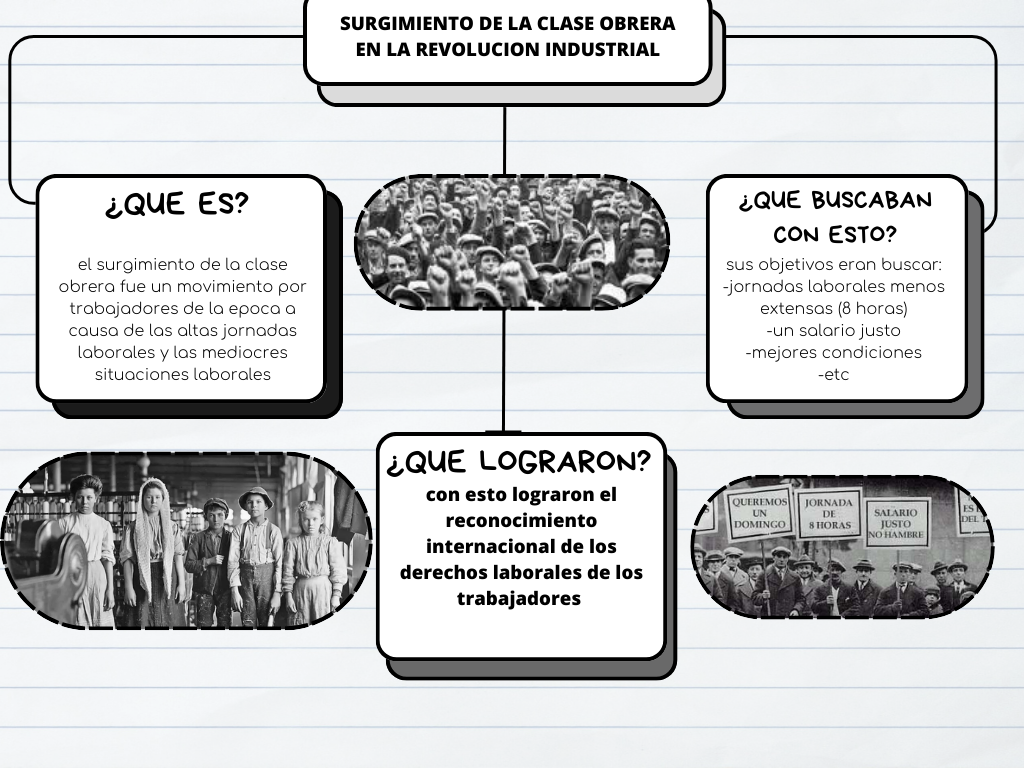 SURGIMIENTO DE LA CLASE OBRERA
EN LA REVOLUCION INDUSTRIAL
¿QUE ES?
el surgimiento de la clase
obrera fue un movimiento por
trabajadores de la epoca a
causa de las altas jornadas
laborales y las mediocres
situaciones laborales
¿QUE BUSCABAN
CON ESTO?
sus objetivos eran buscar:
-jornadas laborales menos
extensas (8 horas)
-un salario justo
-mejores condiciones
-etc
¿QUE LOGRARON?
con esto lograron el
reconocimiento
internacional de los
derechos laborales de los
trabajadores
QUEREMOS
UN
DOMINGO
JORNADA
DE
8 HORAS
SALARIO
JUSTO
NO HAMBRE